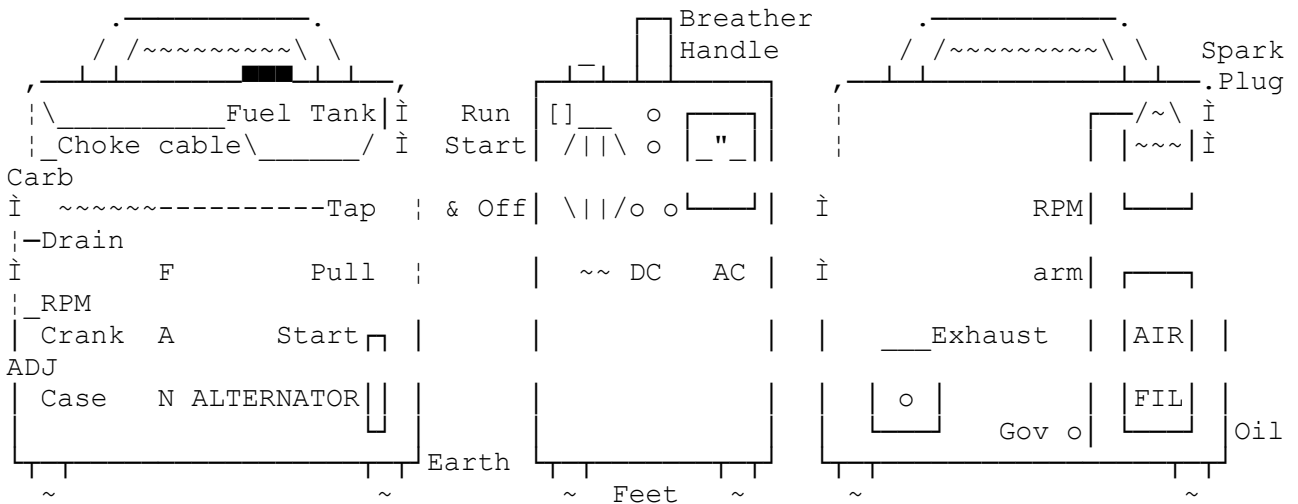 Breather
Handle
Spark
Plug
Fuel Tank Run
Choke cable Start
Carb
Tap & Off RPM
Drain
F Pull DC AC arm
RPM
Crank A Start Exhaust AIR
ADJ
Case N ALTERNATOR FIL
Gov Oil
Earth
Feet